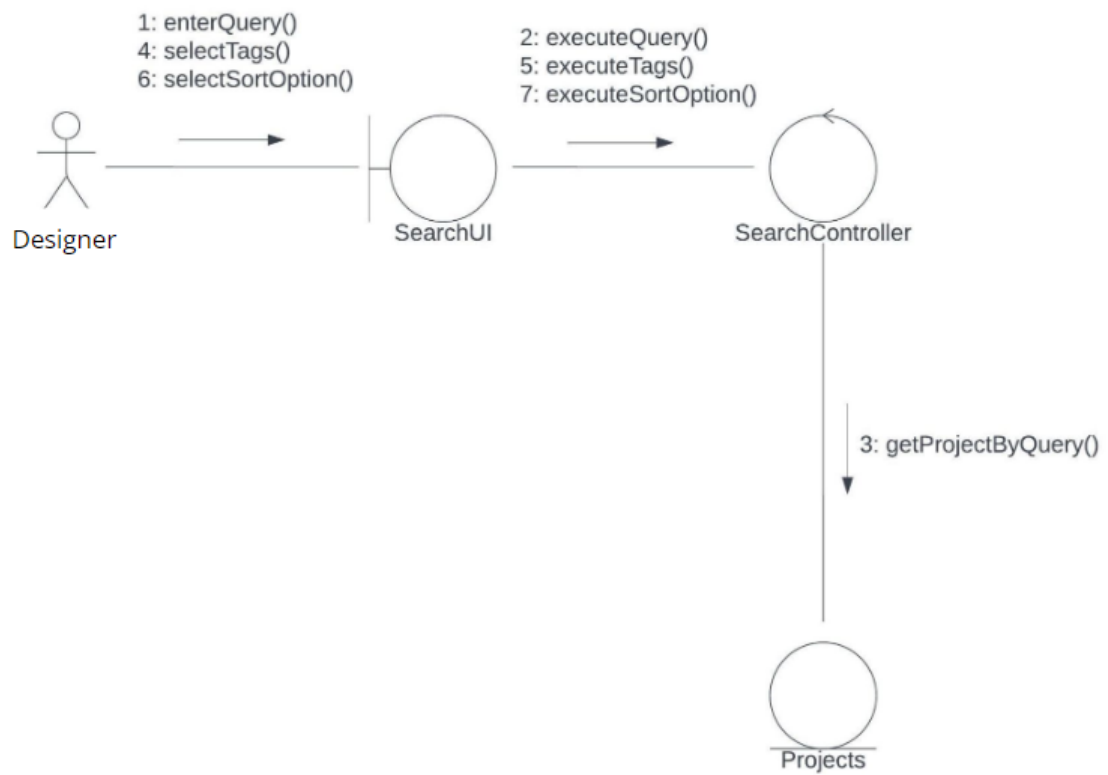 1: enterQuery()
4: selectTags()
6: selectSortOption()
2: executeQuery()
5: executeTags()
7: executeSortOption()
Designer
SearchUI
SearchController
3: getProjectByQuery()
Projects